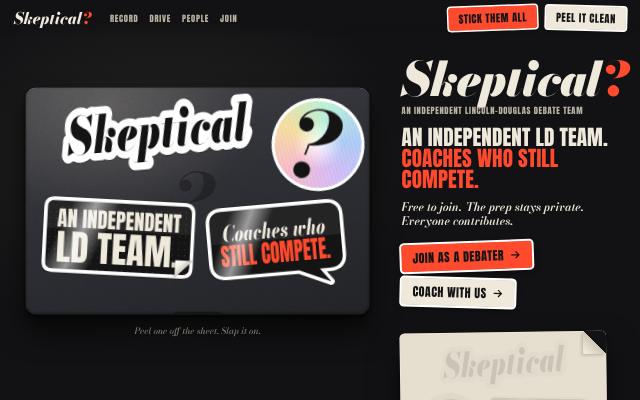 Skeptical?
RECORD DRIVE PEOPLE JOIN
STICK THEM ALL
PEEL IT CLEAN
Skeptical
?
?
AN INDEPENDENT
LD TEAM.
Coaches who
STILL COMPETE.
Peel one off the sheet. Slap it on.
Skeptical?
AN INDEPENDENT LINCOLN-DOUGLAS DEBATE TEAM
AN INDEPENDENT LD TEAM.
COACHES WHO STILL
COMPETE.
Free to join. The prep stays private.
Everyone contributes.
JOIN AS A DEBATER →
COACH WITH US →
Skeptical